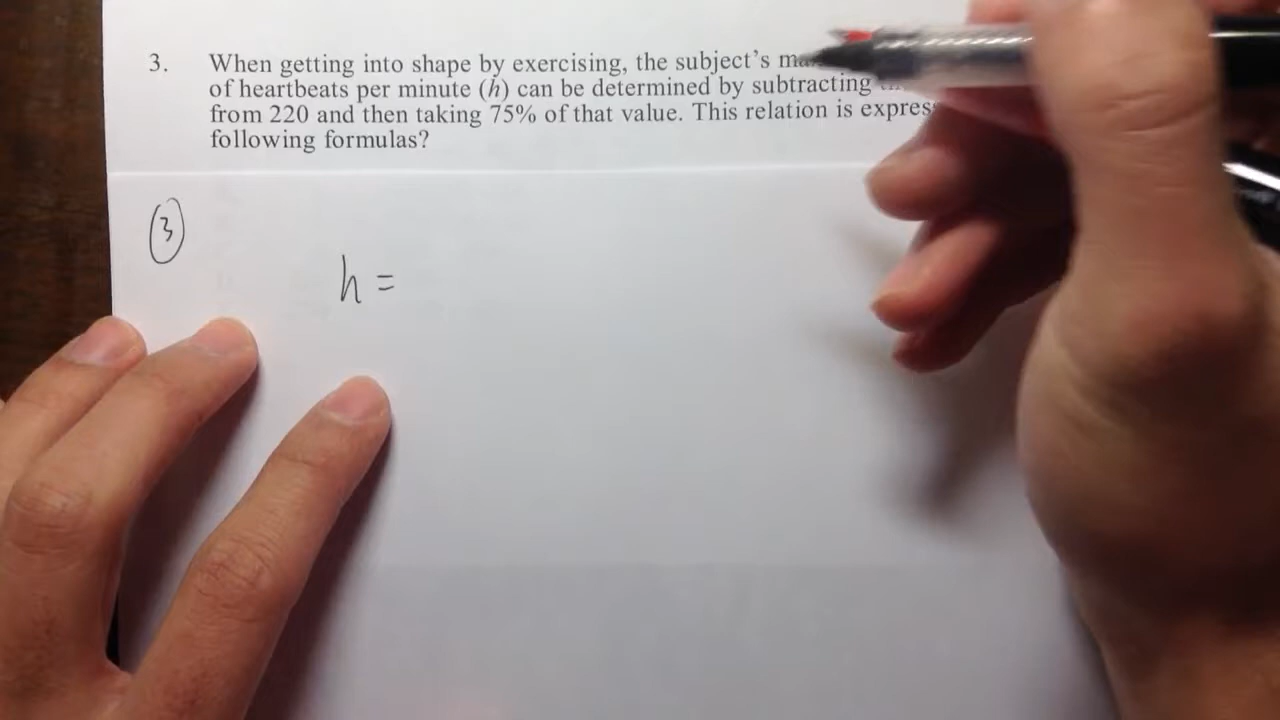 3. When getting into shape by exercising, the subject's
of heartbeats per minute (h) can be determined by subtracting
from 220 and then taking 75% of that value. This relation is
following formulas?
3
h =